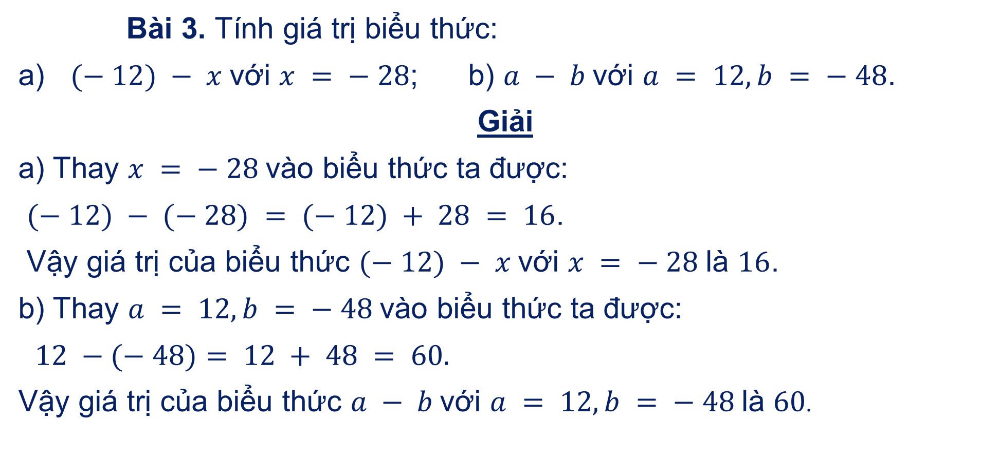 Bài 3. Tính giá trị biểu thức:
a) (− 12) − x với x = − 28; b) a − b với a = 12, b = − 48.
Giải
a) Thay x = − 28 vào biểu thức ta được:
(− 12) − (− 28) = (− 12) + 28 = 16.
Vậy giá trị của biểu thức (− 12) − x với x = − 28 là 16.
b) Thay a = 12, b = − 48 vào biểu thức ta được:
12 − (− 48) = 12 + 48 = 60.
Vậy giá trị của biểu thức a − b với a = 12, b = − 48 là 60.